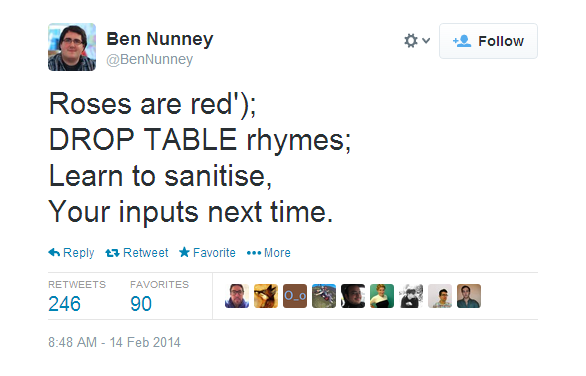 Ben Nunney
@BenNunney
Follow
Roses are red');
DROP TABLE rhymes;
Learn to sanitise,
Your inputs next time.
Reply Retweet Favorite More
RETWEETS FAVORITES
246 90
O_o
8:48 AM - 14 Feb 2014